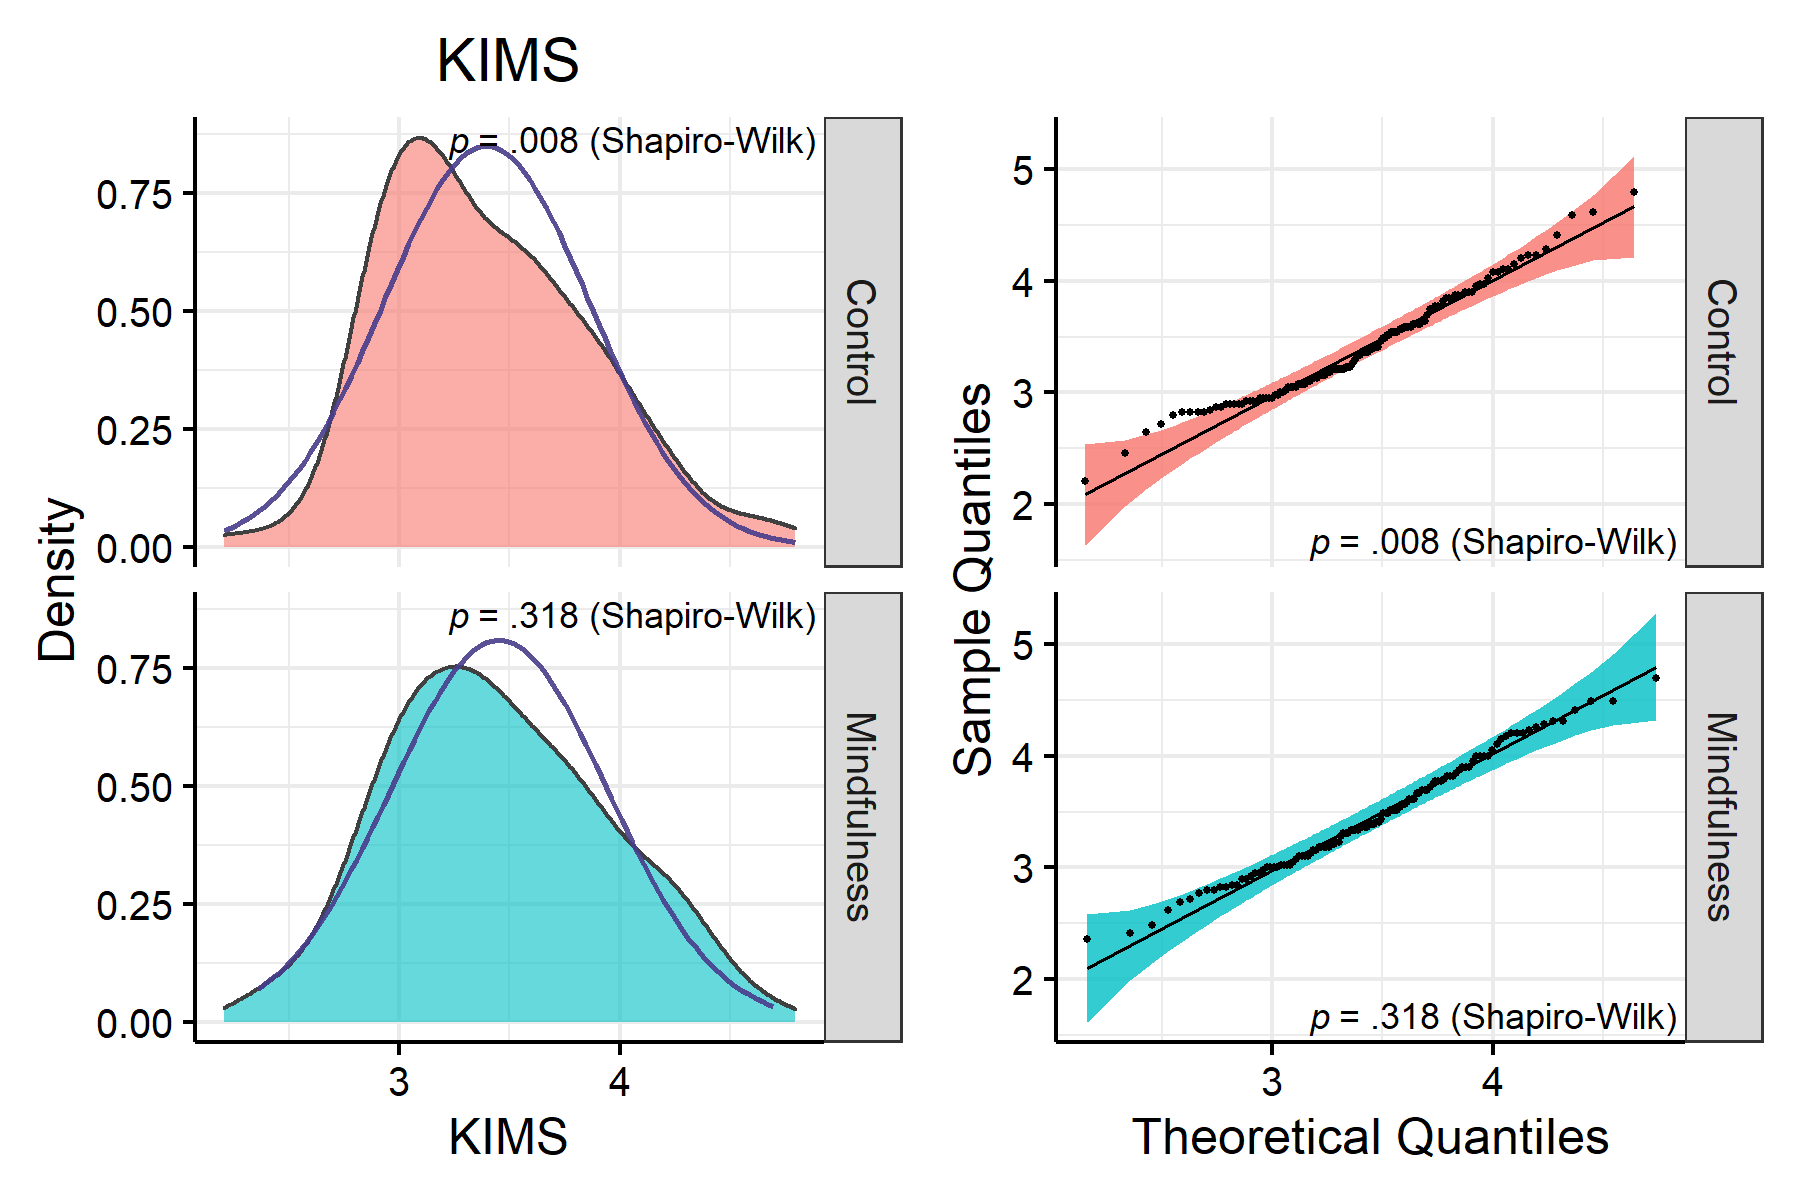 KIMS
p = .008 (Shapiro-Wilk)
0.75
0.50
0.25
0.00
Control
p = .318 (Shapiro-Wilk)
0.75
0.50
0.25
0.00
Mindfulness
Density
3 4
KIMS
5
4
3
2
p = .008 (Shapiro-Wilk)
Control
5
4
3
2
p = .318 (Shapiro-Wilk)
Mindfulness
Sample Quantiles
3 4
Theoretical Quantiles